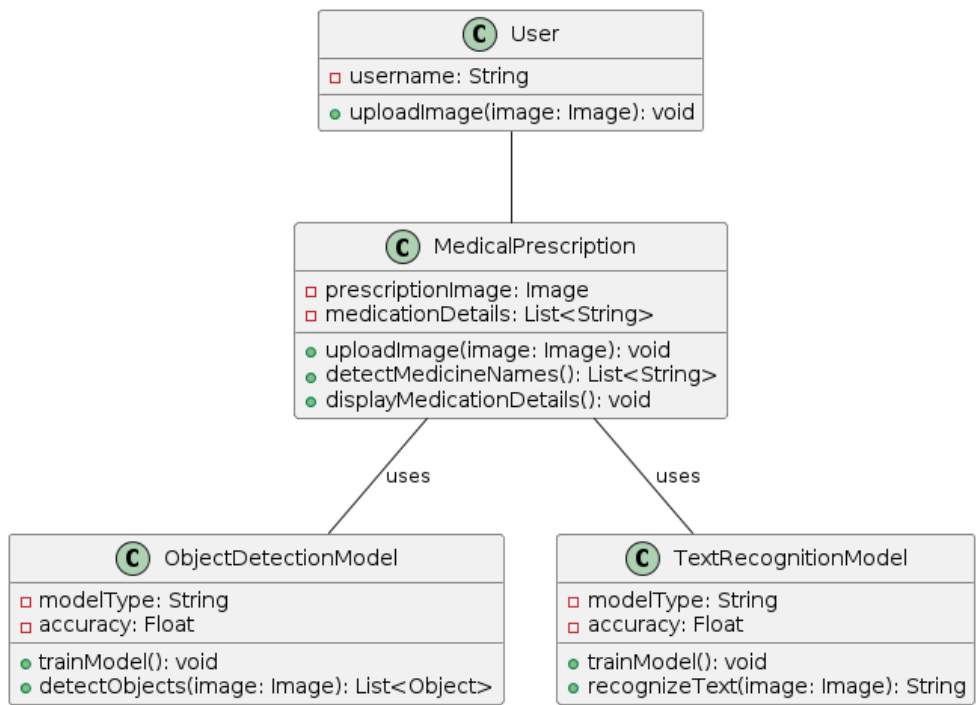 C User
username: String
uploadImage(image: Image): void
C MedicalPrescription
prescriptionImage: Image
medicationDetails: List<String>
uploadImage(image: Image): void
detectMedicineNames(): List<String>
displayMedicationDetails(): void
uses
uses
C ObjectDetectionModel
modelType: String
accuracy: Float
trainModel(): void
detectObjects(image: Image): List<Object>
C TextRecognitionModel
modelType: String
accuracy: Float
trainModel(): void
recognizeText(image: Image): String